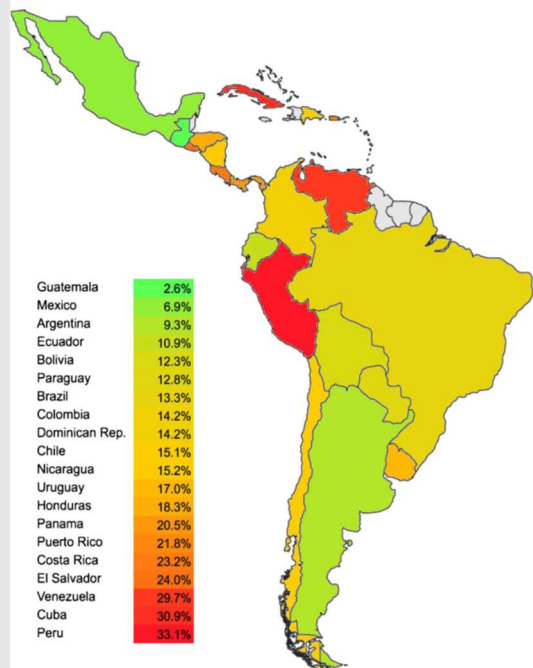 Guatemala 2.6%
Mexico 6.9%
Argentina 9.3%
Ecuador 10.9%
Bolivia 12.3%
Paraguay 12.8%
Brazil 13.3%
Colombia 14.2%
Dominican Rep. 14.2%
Chile 15.1%
Nicaragua 15.2%
Uruguay 17.0%
Honduras 18.3%
Panama 20.5%
Puerto Rico 21.8%
Costa Rica 23.2%
El Salvador 24.0%
Venezuela 29.7%
Cuba 30.9%
Peru 33.1%